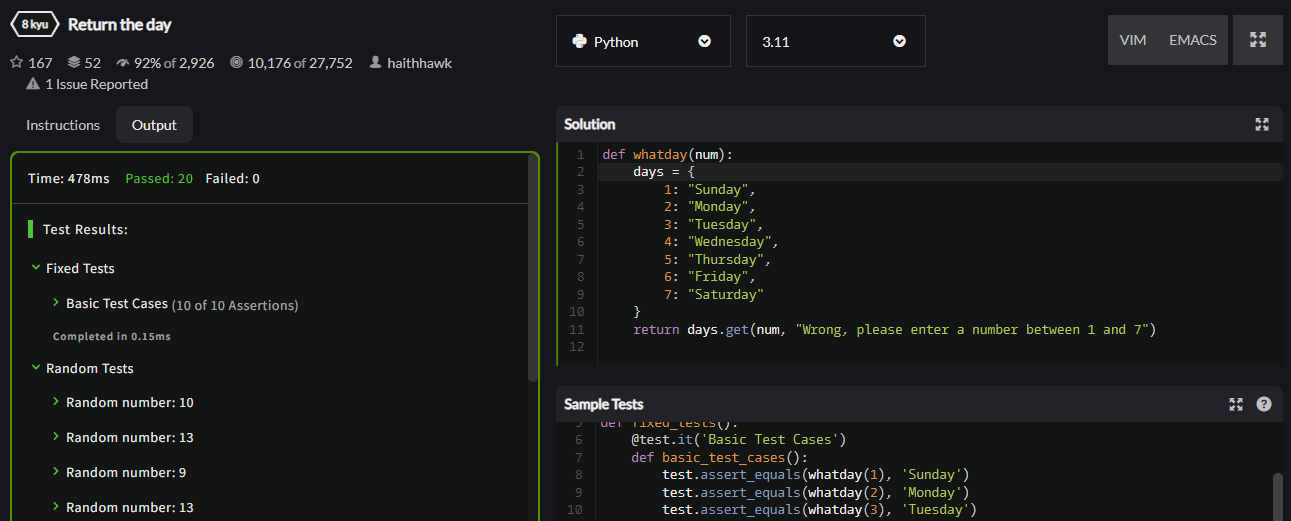 8 kyu Return the day
167 52 92% of 2,926 10,176 of 27,752 haithhawk
1 Issue Reported
Instructions Output
Time: 478ms Passed: 20 Failed: 0
Test Results:
Fixed Tests
Basic Test Cases (10 of 10 Assertions)
Completed in 0.15ms
Random Tests
Random number: 10
Random number: 13
Random number: 9
Random number: 13
Python 3.11 VIM EMACS
Solution
1 def whatday(num):
2     days = {
3         1: "Sunday",
4         2: "Monday",
5         3: "Tuesday",
6         4: "Wednesday",
7         5: "Thursday",
8         6: "Friday",
9         7: "Saturday"
10     }
11     return days.get(num, "Wrong, please enter a number between 1 and 7")
12
Sample Tests
5 def fixed_tests():
6     @test.it('Basic Test Cases')
7     def basic_test_cases():
8         test.assert_equals(whatday(1), 'Sunday')
9         test.assert_equals(whatday(2), 'Monday')
10         test.assert_equals(whatday(3), 'Tuesday')